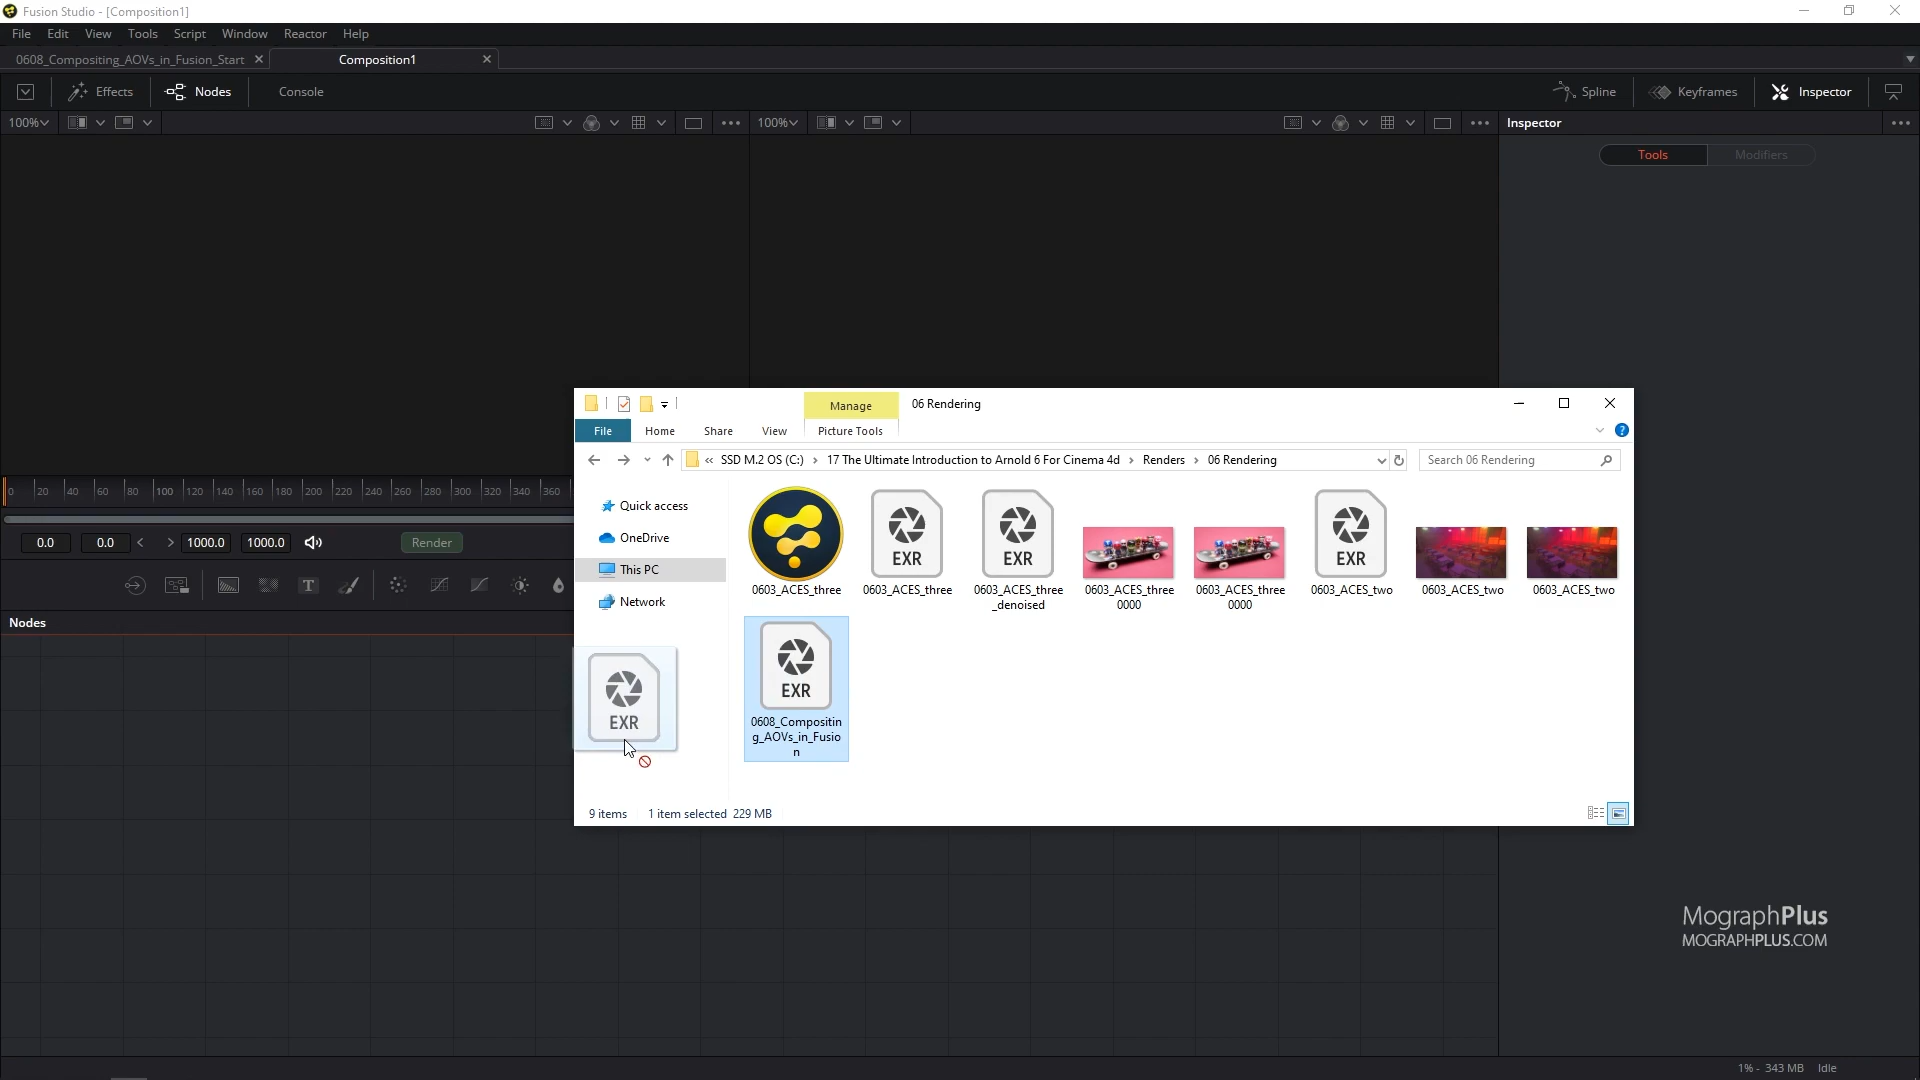 Fusion Studio - [Composition1]
File Edit View Tools Script Window Reactor Help
0608_Compositing_AOVs_in_Fusion_Start Composition1
Effects Nodes Console Spline Keyframes Inspector
100% 100% Inspector
Tools Modifiers
Manage 06 Rendering
File Home Share View Picture Tools
« SSD M.2 OS (C:) › 17 The Ultimate Introduction to Arnold 6 For Cinema 4d › Renders › 06 Rendering Search 06 Rendering
0 20 40 60 80 100 120 140 160 180 200 220 240 260 280 300 320 340 360
Quick access
OneDrive
This PC
Network
0.0 0.0 < > 1000.0 1000.0 Render
EXR EXR EXR
0603_ACES_three
0603_ACES_three
0603_ACES_three
_denoised
0603_ACES_three
0000
0603_ACES_three
0000
0603_ACES_two
0603_ACES_two
0603_ACES_two
Nodes
EXR
EXR
0608_Compositin
g_AOVs_in_Fusio
n
9 items 1 item selected 229 MB
MographPlus
MOGRAPHPLUS.COM
1% - 343 MB Idle